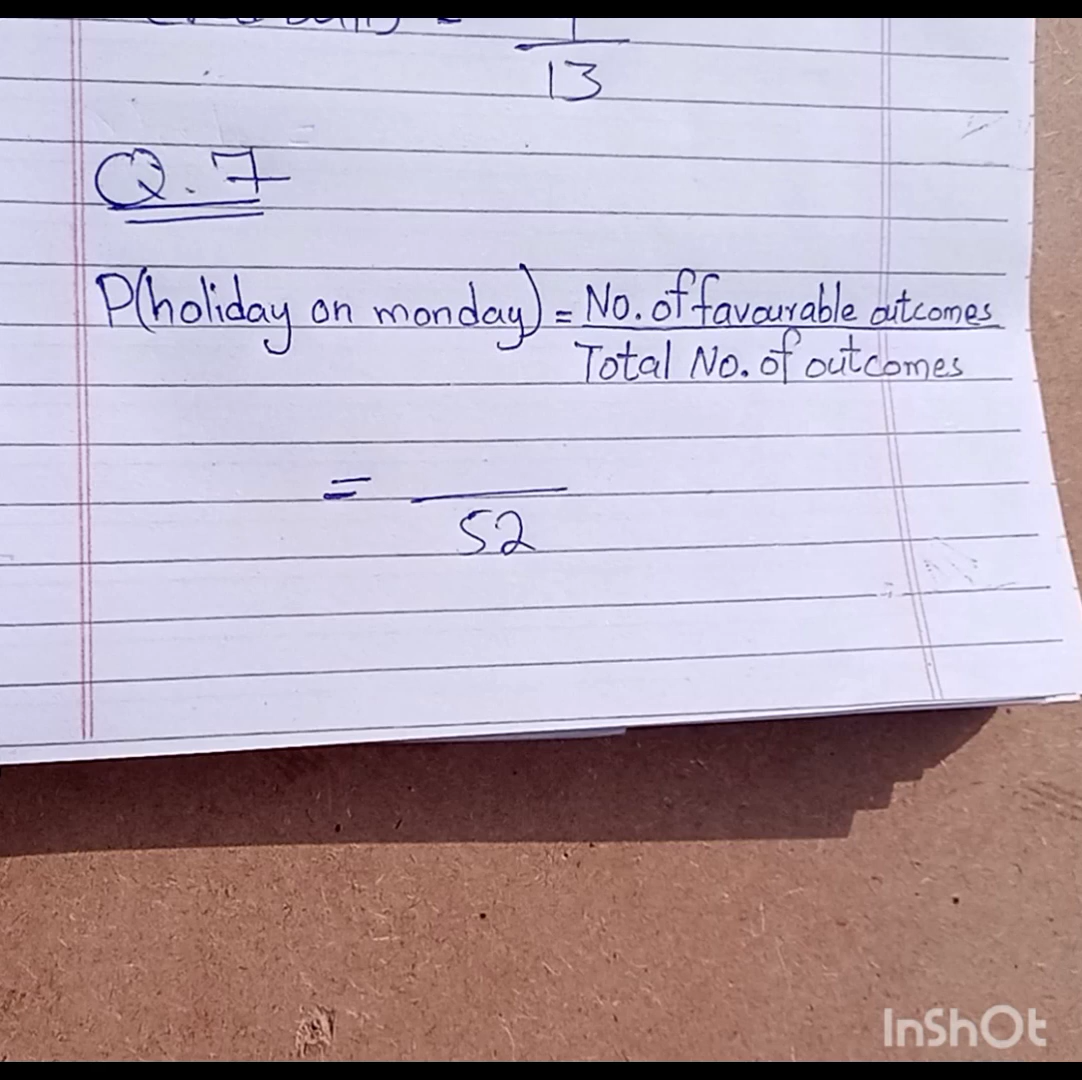 =
13
Q.7
P(holiday on monday) = No. of favourable outcomes
Total No. of outcomes
=
52
InShOt